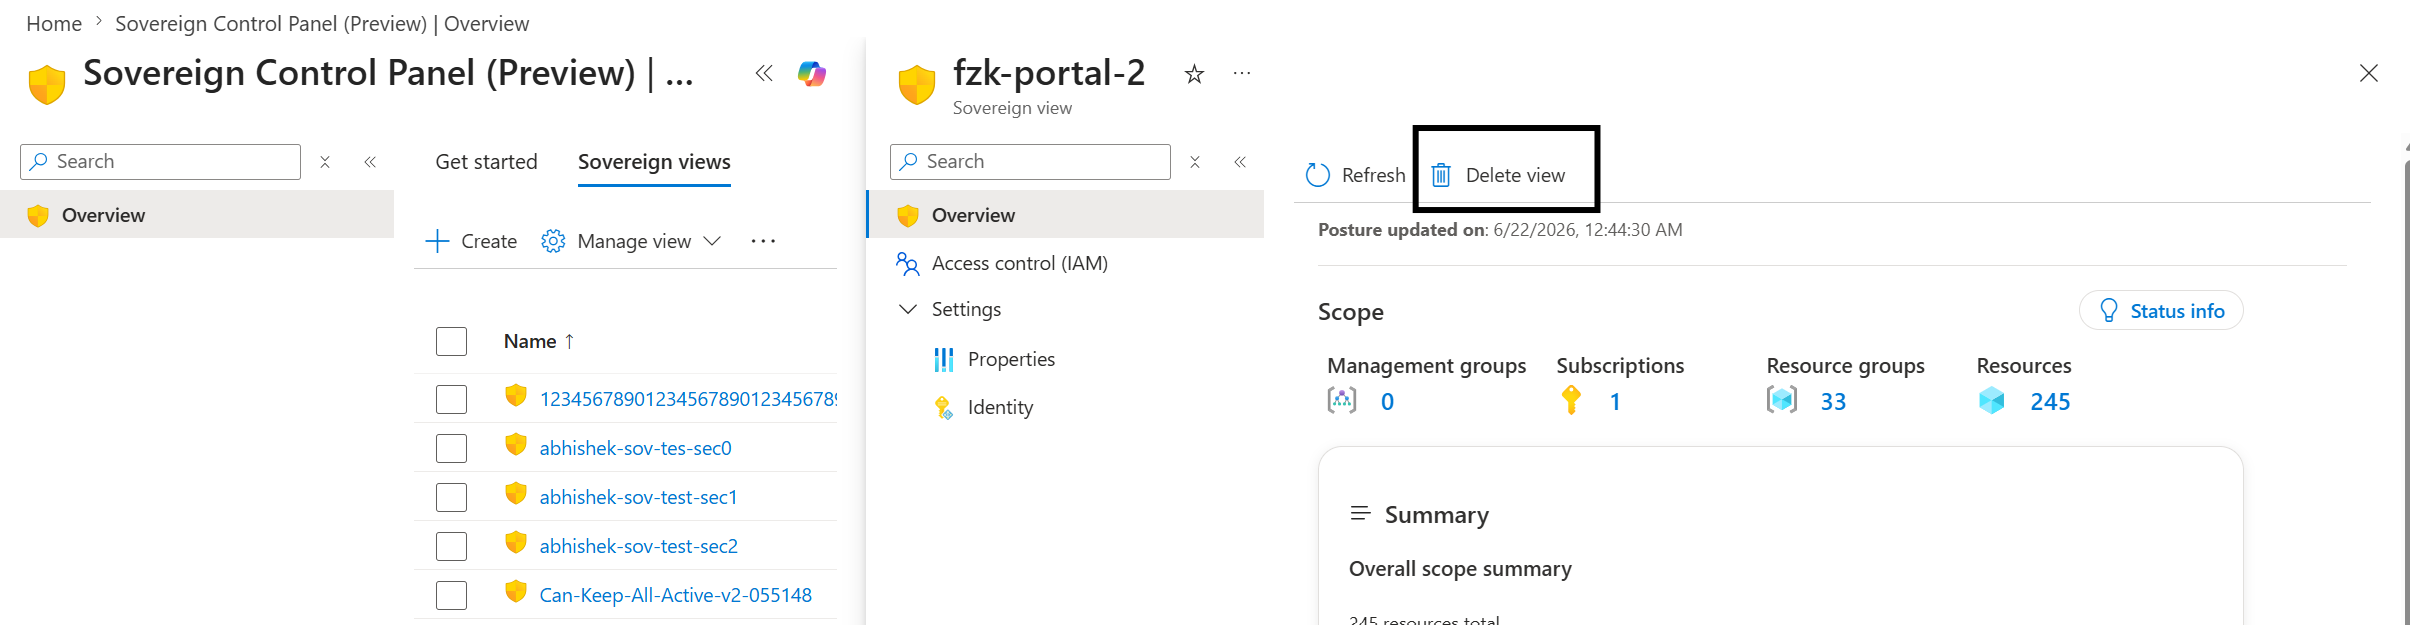 Home > Sovereign Control Panel (Preview) | Overview
Sovereign Control Panel (Preview) | ...
Search
Overview
Get started
Sovereign views
Create
Manage view
Name ↑
abhishek-sov-tes-sec0
abhishek-sov-test-sec1
abhishek-sov-test-sec2
Can-Keep-All-Active-v2-055148
fzk-portal-2
Sovereign view
Search
Overview
Access control (IAM)
Settings
Properties
Identity
Refresh
Delete view
Posture updated on: 6/22/2026, 12:44:30 AM
Scope
Status info
Management groups
0
Subscriptions
1
Resource groups
33
Resources
245
Summary
Overall scope summary
245 resources total